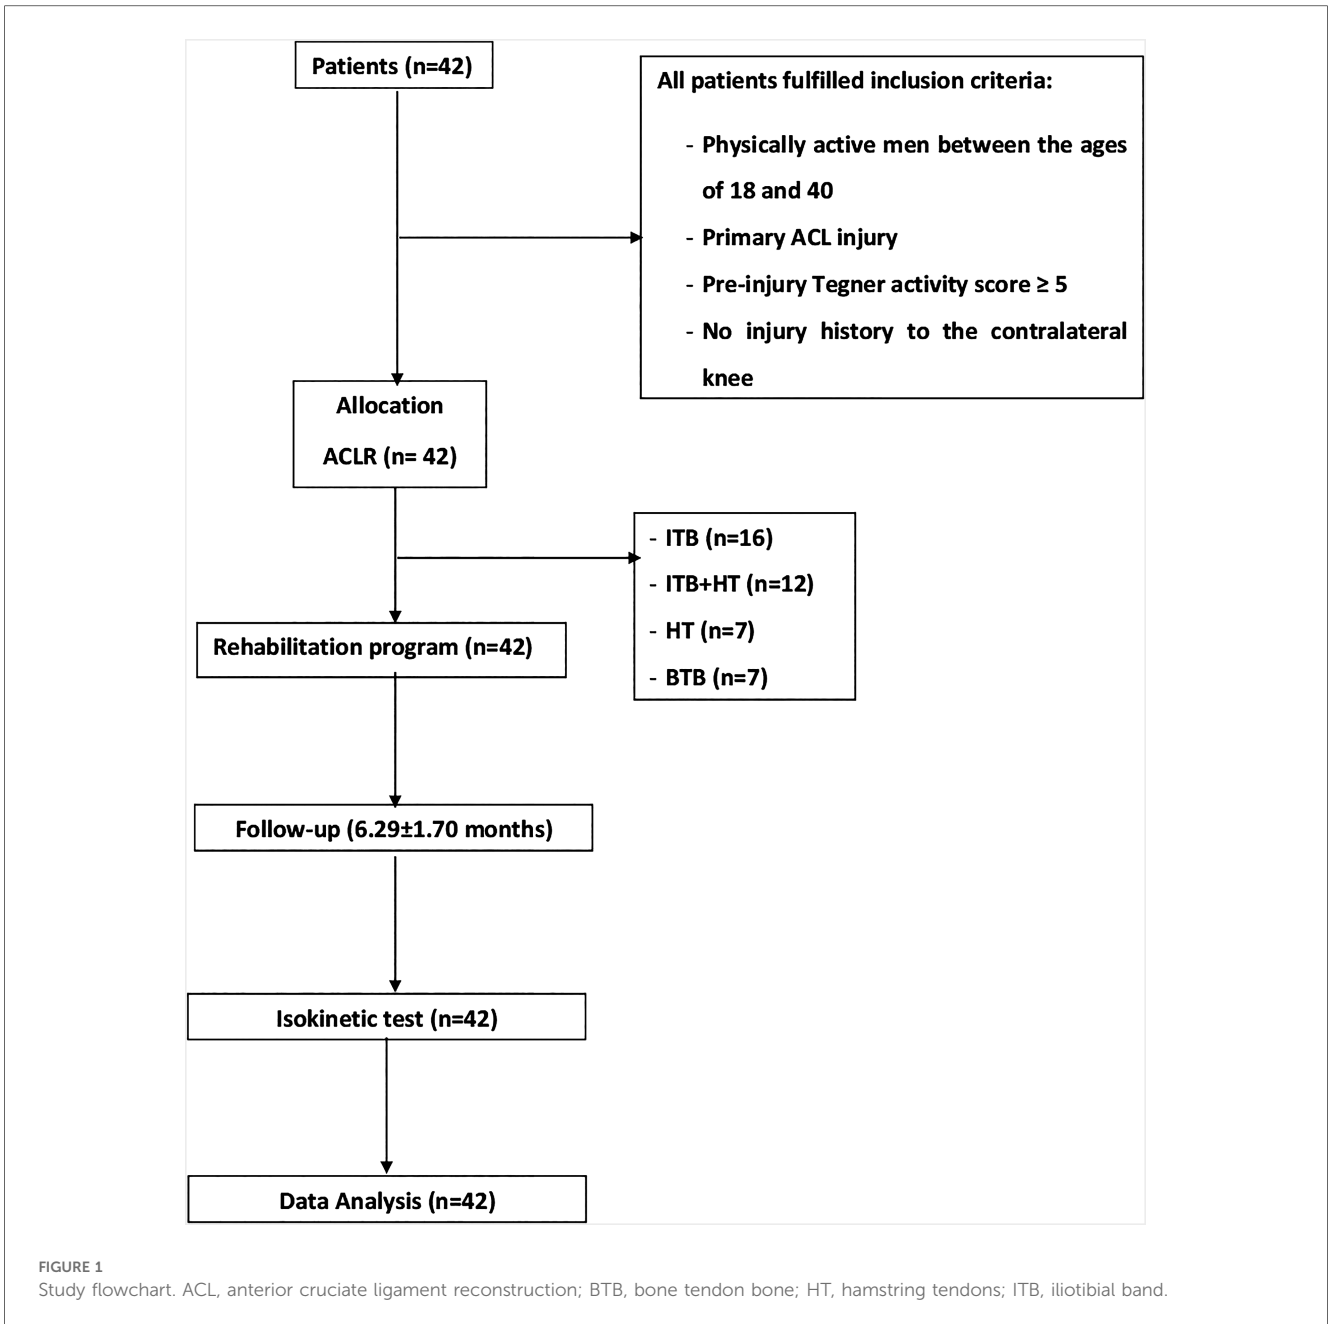 Patients (n=42)
All patients fulfilled inclusion criteria:
- Physically active men between the ages
of 18 and 40
- Primary ACL injury
- Pre-injury Tegner activity score ≥ 5
- No injury history to the contralateral
knee
Allocation
ACLR (n= 42)
- ITB (n=16)
- ITB+HT (n=12)
- HT (n=7)
- BTB (n=7)
Rehabilitation program (n=42)
Follow-up (6.29±1.70 months)
Isokinetic test (n=42)
Data Analysis (n=42)
FIGURE 1
Study flowchart. ACL, anterior cruciate ligament reconstruction; BTB, bone tendon bone; HT, hamstring tendons; ITB, iliotibial band.